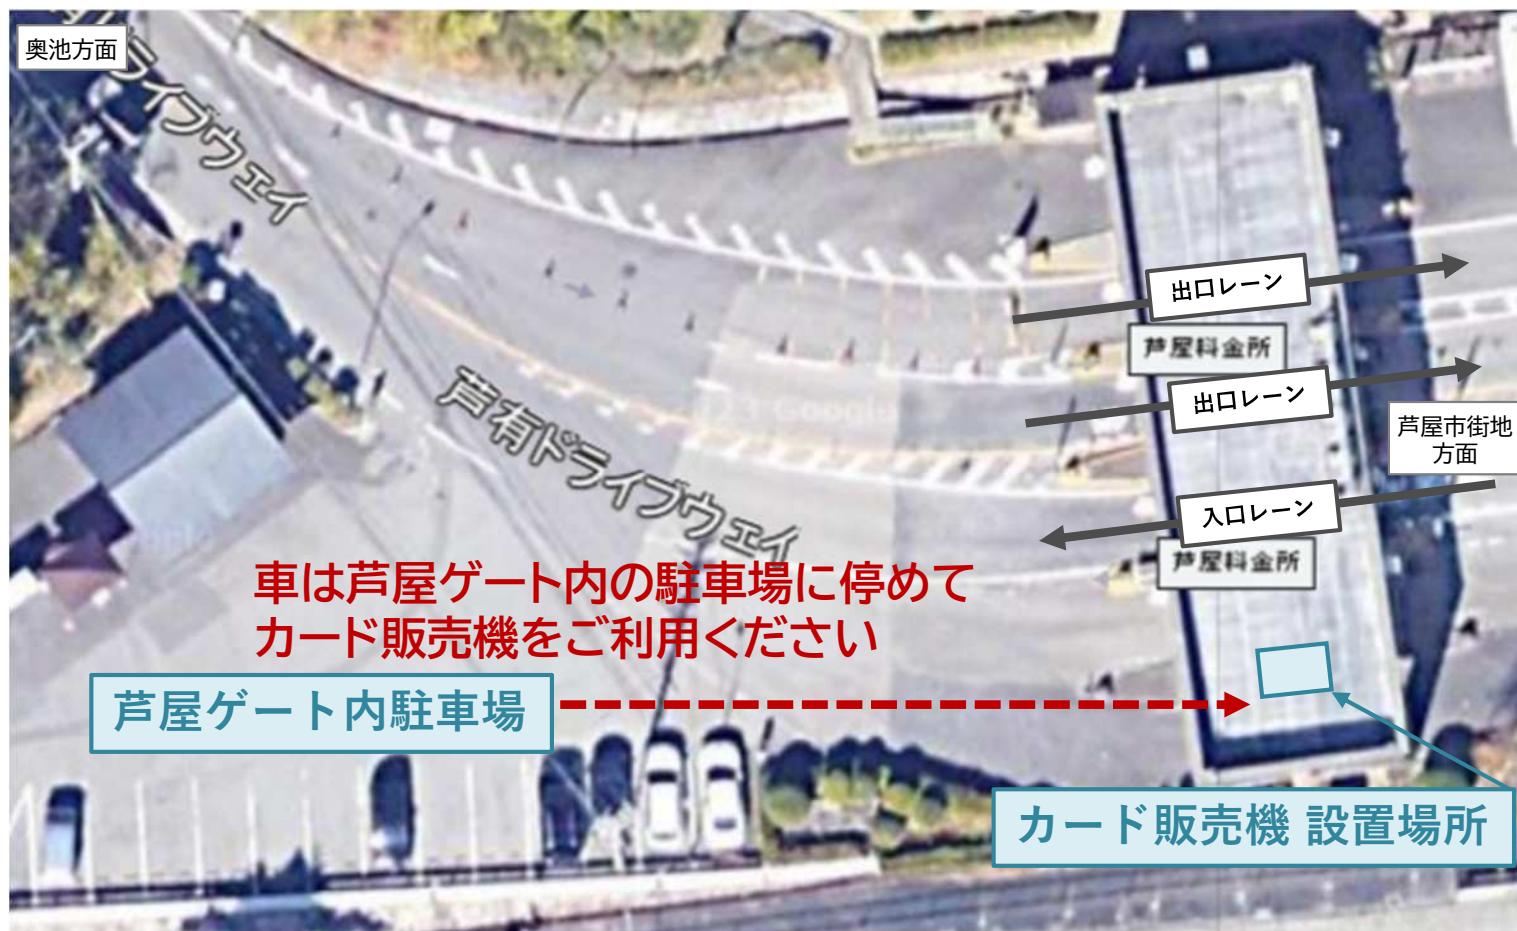 奥池方面
ドライブウェイ
出口レーン
芦屋料金所
出口レーン
芦屋市街地
方面
芦有ドライブウェイ
入口レーン
芦屋料金所
車は芦屋ゲート内の駐車場に停めて
カード販売機をご利用ください
芦屋ゲート内駐車場
カード販売機 設置場所